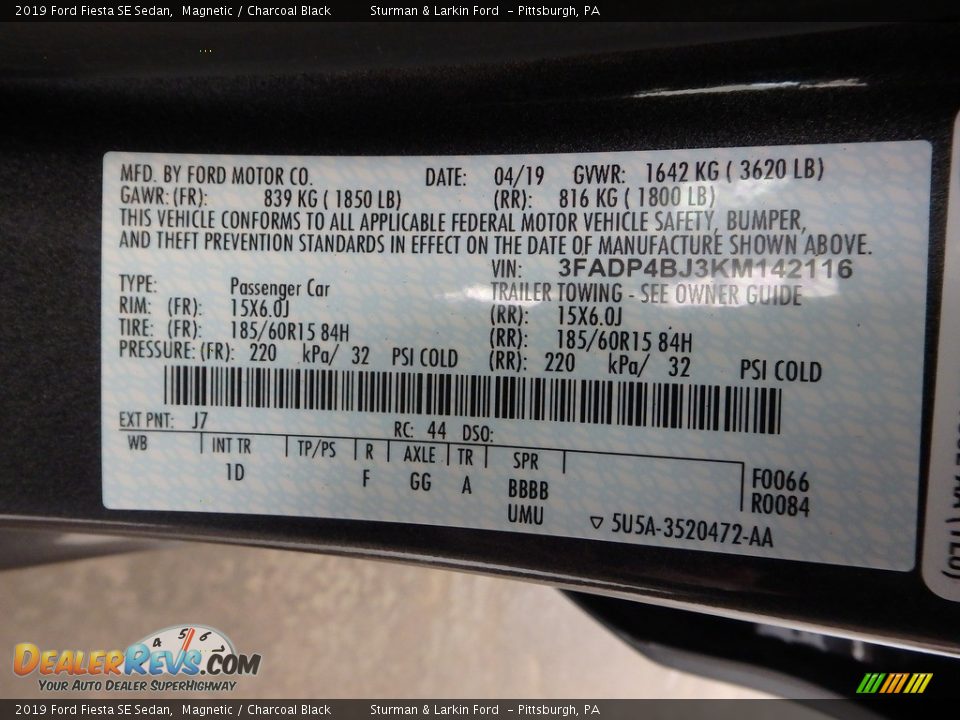 2019 Ford Fiesta SE Sedan, Magnetic / Charcoal Black Sturman & Larkin Ford - Pittsburgh, PA
MFD. BY FORD MOTOR CO. DATE: 04/19 GVWR: 1642 KG ( 3620 LB)
GAWR: (FR): 839 KG ( 1850 LB) (RR): 816 KG ( 1800 LB)
THIS VEHICLE CONFORMS TO ALL APPLICABLE FEDERAL MOTOR VEHICLE SAFETY, BUMPER,
AND THEFT PREVENTION STANDARDS IN EFFECT ON THE DATE OF MANUFACTURE SHOWN ABOVE.
VIN: 3FADP4BJ3KM142116
TYPE: Passenger Car TRAILER TOWING - SEE OWNER GUIDE
RIM: (FR): 15X6.0J (RR): 15X6.0J
TIRE: (FR): 185/60R15 84H (RR): 185/60R15 84H
PRESSURE: (FR): 220 kPa/ 32 PSI COLD (RR): 220 kPa/ 32 PSI COLD
EXT PNT: J7 RC: 44 DSO:
WB INT TR TP/PS R AXLE TR SPR
1D F GG A BBBB F0066
UMU R0084
▽ 5U5A-3520472-AA
4 5 6
DEALERREVS.COM
YOUR AUTO DEALER SUPERHIGHWAY
2019 Ford Fiesta SE Sedan, Magnetic / Charcoal Black Sturman & Larkin Ford - Pittsburgh, PA